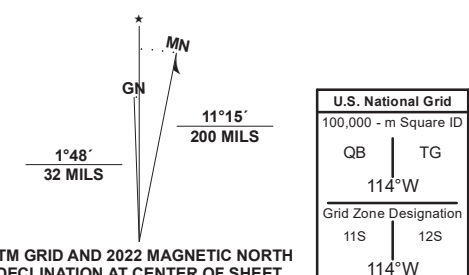 ★
MN
GN
1°48´
32 MILS
11°15´
200 MILS
TM GRID AND 2022 MAGNETIC NORTH
DECLINATION AT CENTER OF SHEET
U.S. National Grid
100,000 - m Square ID
QB TG
114°W
Grid Zone Designation
11S 12S
114°W